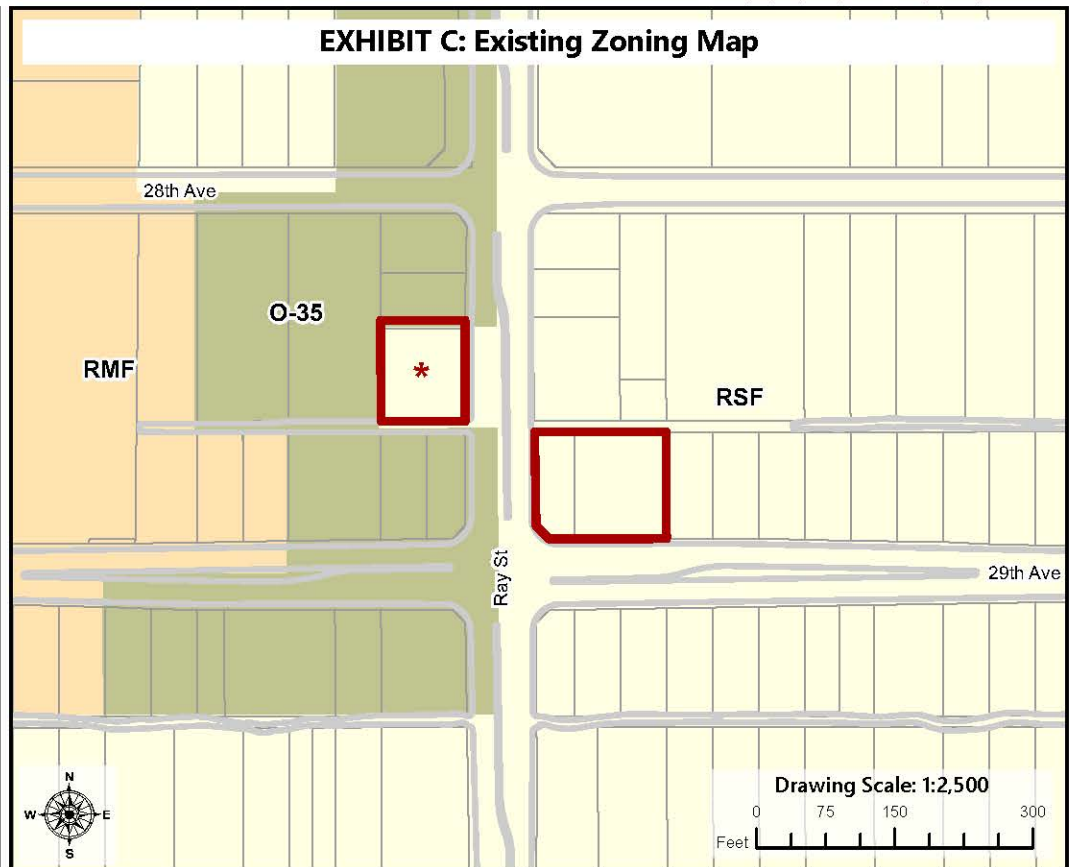 EXHIBIT C: Existing Zoning Map
28th Ave
O-35
RMF
*
RSF
Ray St
29th Ave
N
W E
S
Drawing Scale: 1:2,500
0 75 150 300
Feet